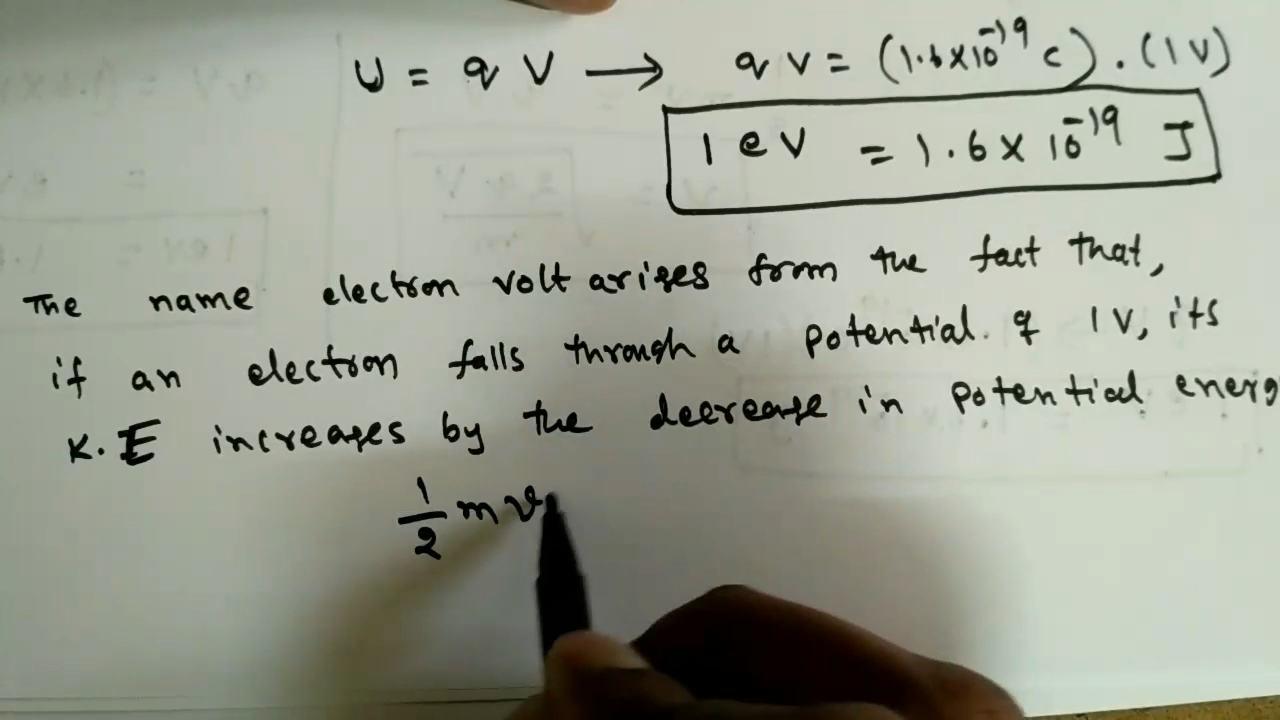 U = q V → q V = (1.6×10⁻¹⁹ C) . (1 V)
1 eV = 1.6 × 10⁻¹⁹ J
The name electron volt arises from the fact that,
if an electron falls through a potential of 1 V, its
K.E increases by the decrease in potential energ
1/2 m v